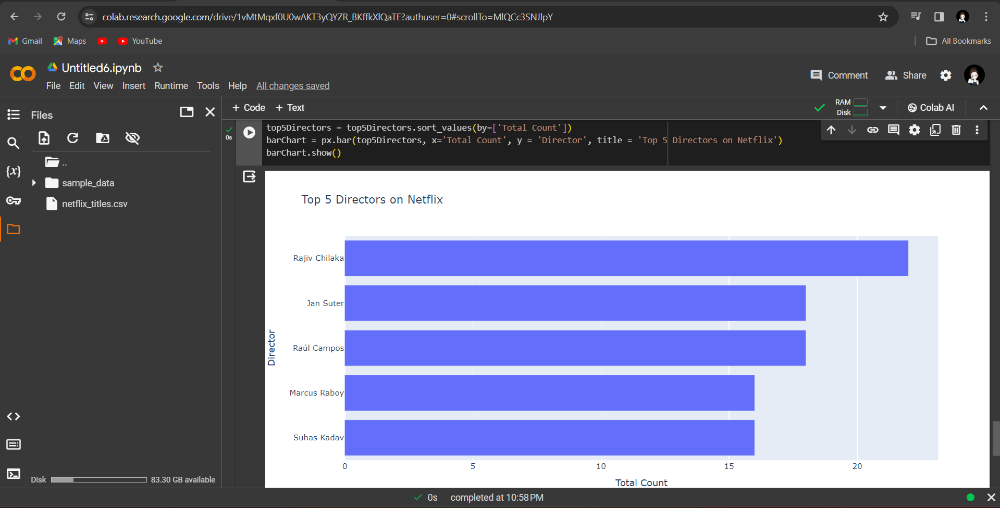 colab.research.google.com/drive/1vMtMqxf0U0wAKT3yQYZR_BKffkXlQaTE?authuser=0#scrollTo=MlQCc3SNJlpY
Gmail Maps YouTube All Bookmarks
Untitled6.ipynb
File Edit View Insert Runtime Tools Help All changes saved
Comment Share
Files
+ Code + Text
RAM
Disk
Colab AI
0s
top5Directors = top5Directors.sort_values(by=['Total Count'])
barChart = px.bar(top5Directors, x='Total Count', y = 'Director', title = 'Top 5 Directors on Netflix')
barChart.show()
{x}
..
sample_data
netflix_titles.csv
Top 5 Directors on Netflix
Rajiv Chilaka
Jan Suter
Raúl Campos
Marcus Raboy
Suhas Kadav
Director
0 5 10 15 20
Total Count
Disk 83.30 GB available
0s completed at 10:58 PM